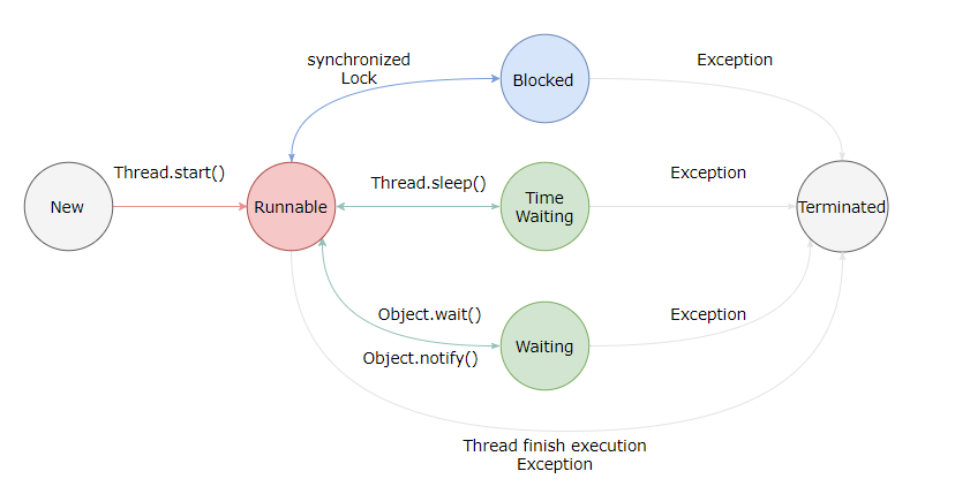 synchronized
Lock
Blocked
Exception
Thread.start()
New
Runnable
Thread.sleep()
Time
Waiting
Exception
Terminated
Object.wait()
Object.notify()
Waiting
Exception
Thread finish execution
Exception